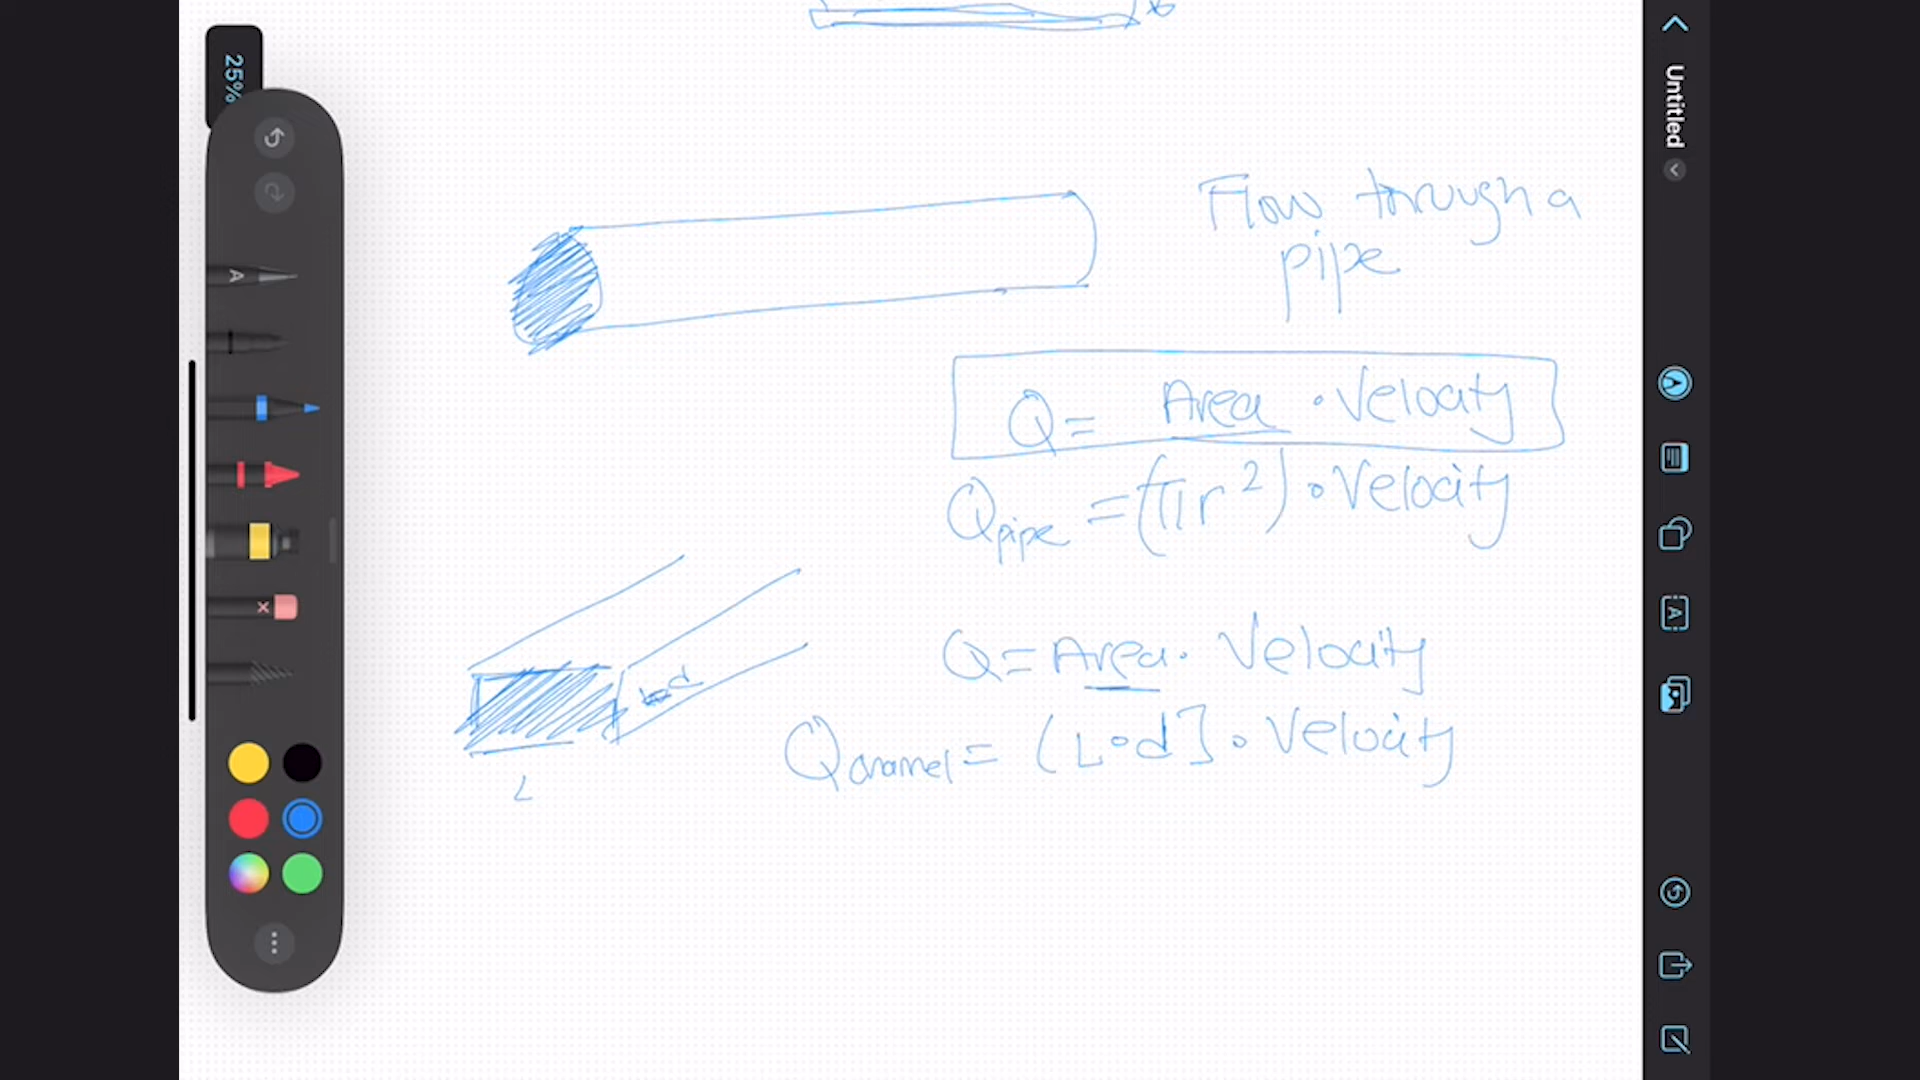 25%
Untitled
Flow through a
pipe
Q = Area • Velocity
Qpipe = (πr²) • Velocity
d
Q = Area • Velocity
Qchannel = (L•d] • Velocity
L